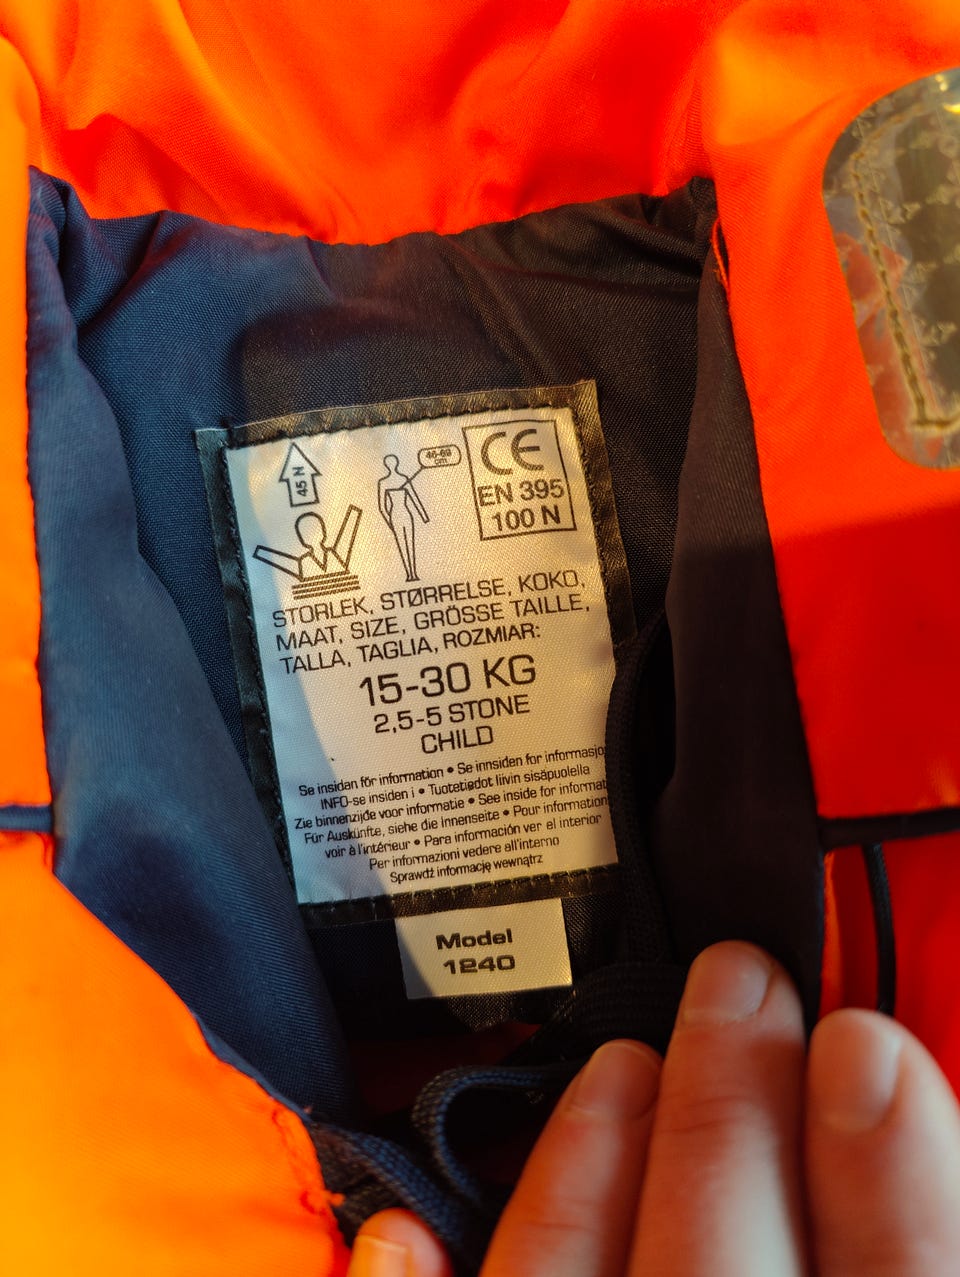 45 N
46-69
cm
CE
EN 395
100 N
STORLEK, STØRRELSE, KOKO,
MAAT, SIZE, GRÖSSE TAILLE,
TALLA, TAGLIA, ROZMIAR:
15-30 KG
2,5-5 STONE
CHILD
Se insidan för information • Se innsiden for informasjo
INFO-se insiden i • Tuotetiedot liivin sisäpuolella
Zie binnenzijde voor informatie • See inside for informat
Für Auskünfte, siehe die Innenseite • Pour information
voir à l'intérieur • Para información ver el interior
Per informazioni vedere all'interno
Sprawdź informację wewnątrz
Model
1240